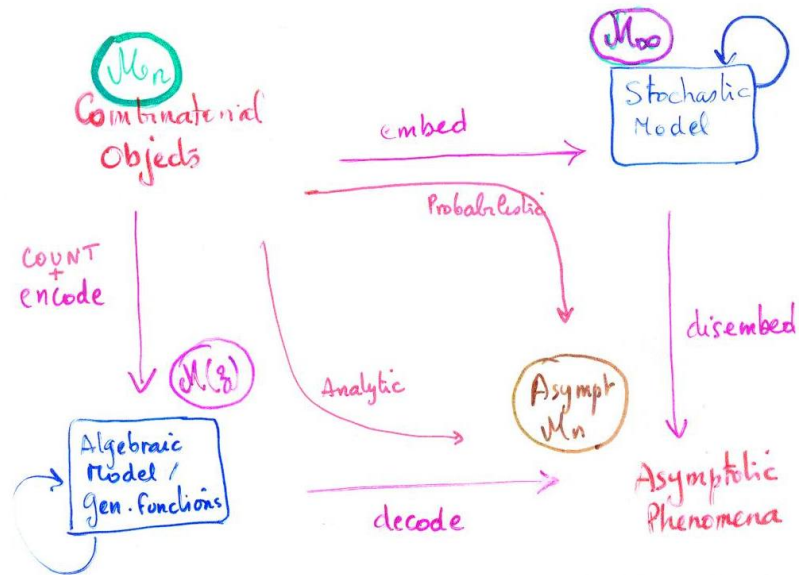 Mn
Combinatorial
Objects
embed
M∞
Stochastic
Model
Probabilistic
COUNT
+
encode
disembed
M(z)
Analytic
Asympt
Mn
Algebraic
Model /
Gen. functions
decode
Asymptotic
Phenomena